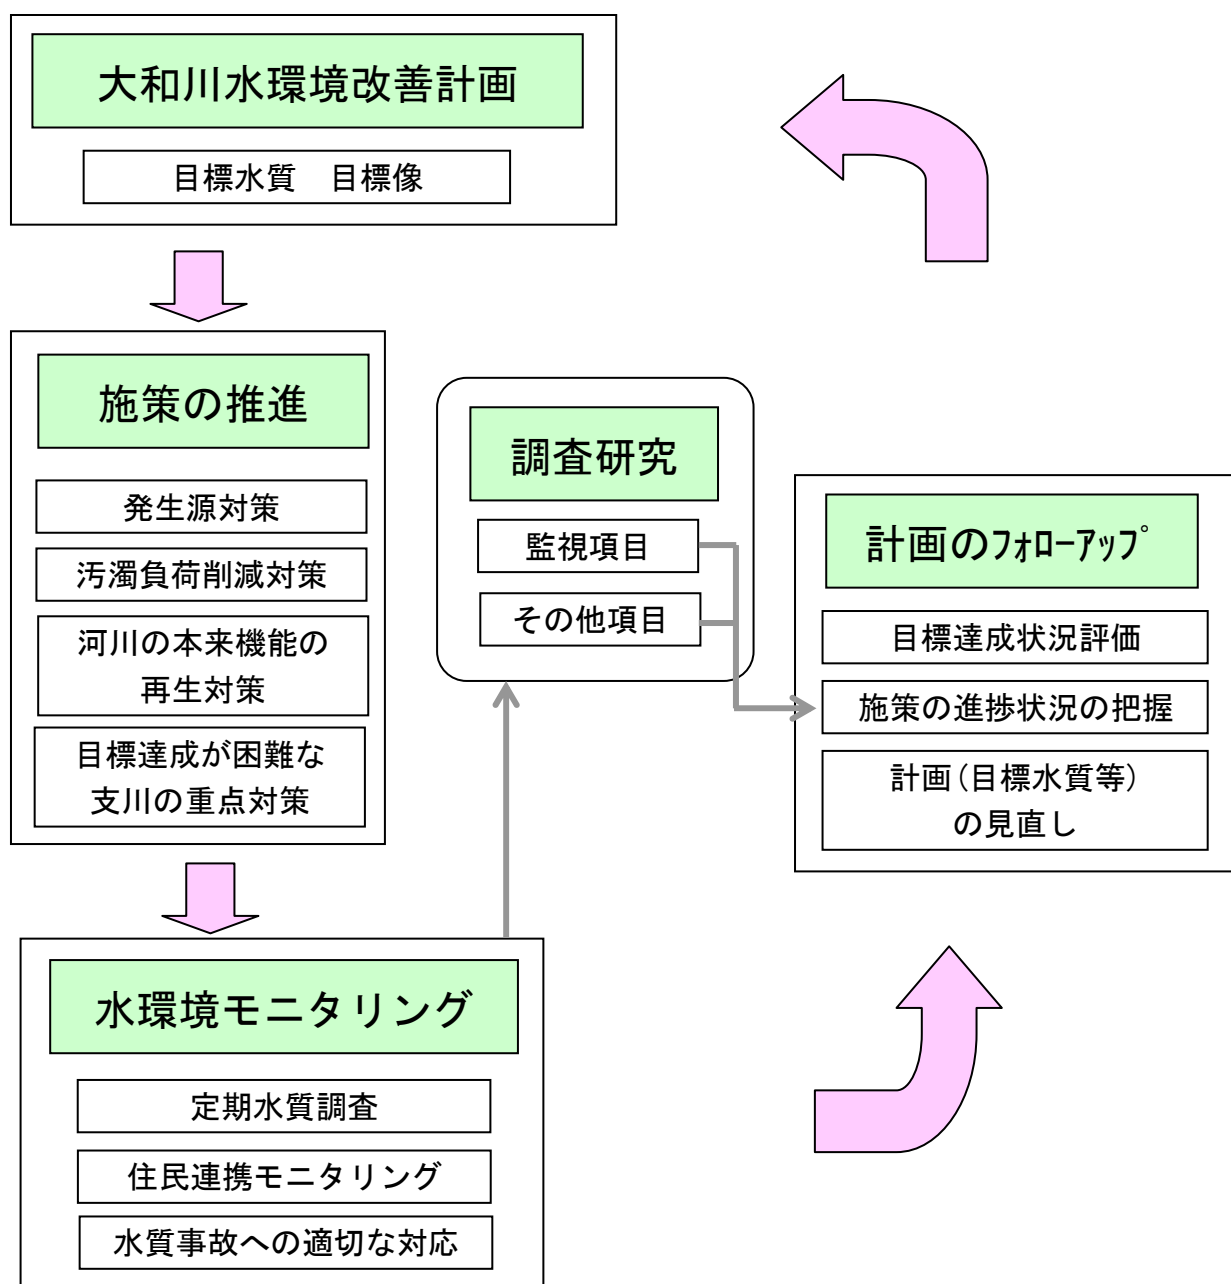 大和川水環境改善計画
目標水質　目標像
施策の推進
発生源対策
汚濁負荷削減対策
河川の本来機能の
再生対策
目標達成が困難な
支川の重点対策
水環境モニタリング
定期水質調査
住民連携モニタリング
水質事故への適切な対応
調査研究
監視項目
その他項目
計画のﾌｫﾛｰｱｯﾌﾟ
目標達成状況評価
施策の進捗状況の把握
計画(目標水質等)
の見直し